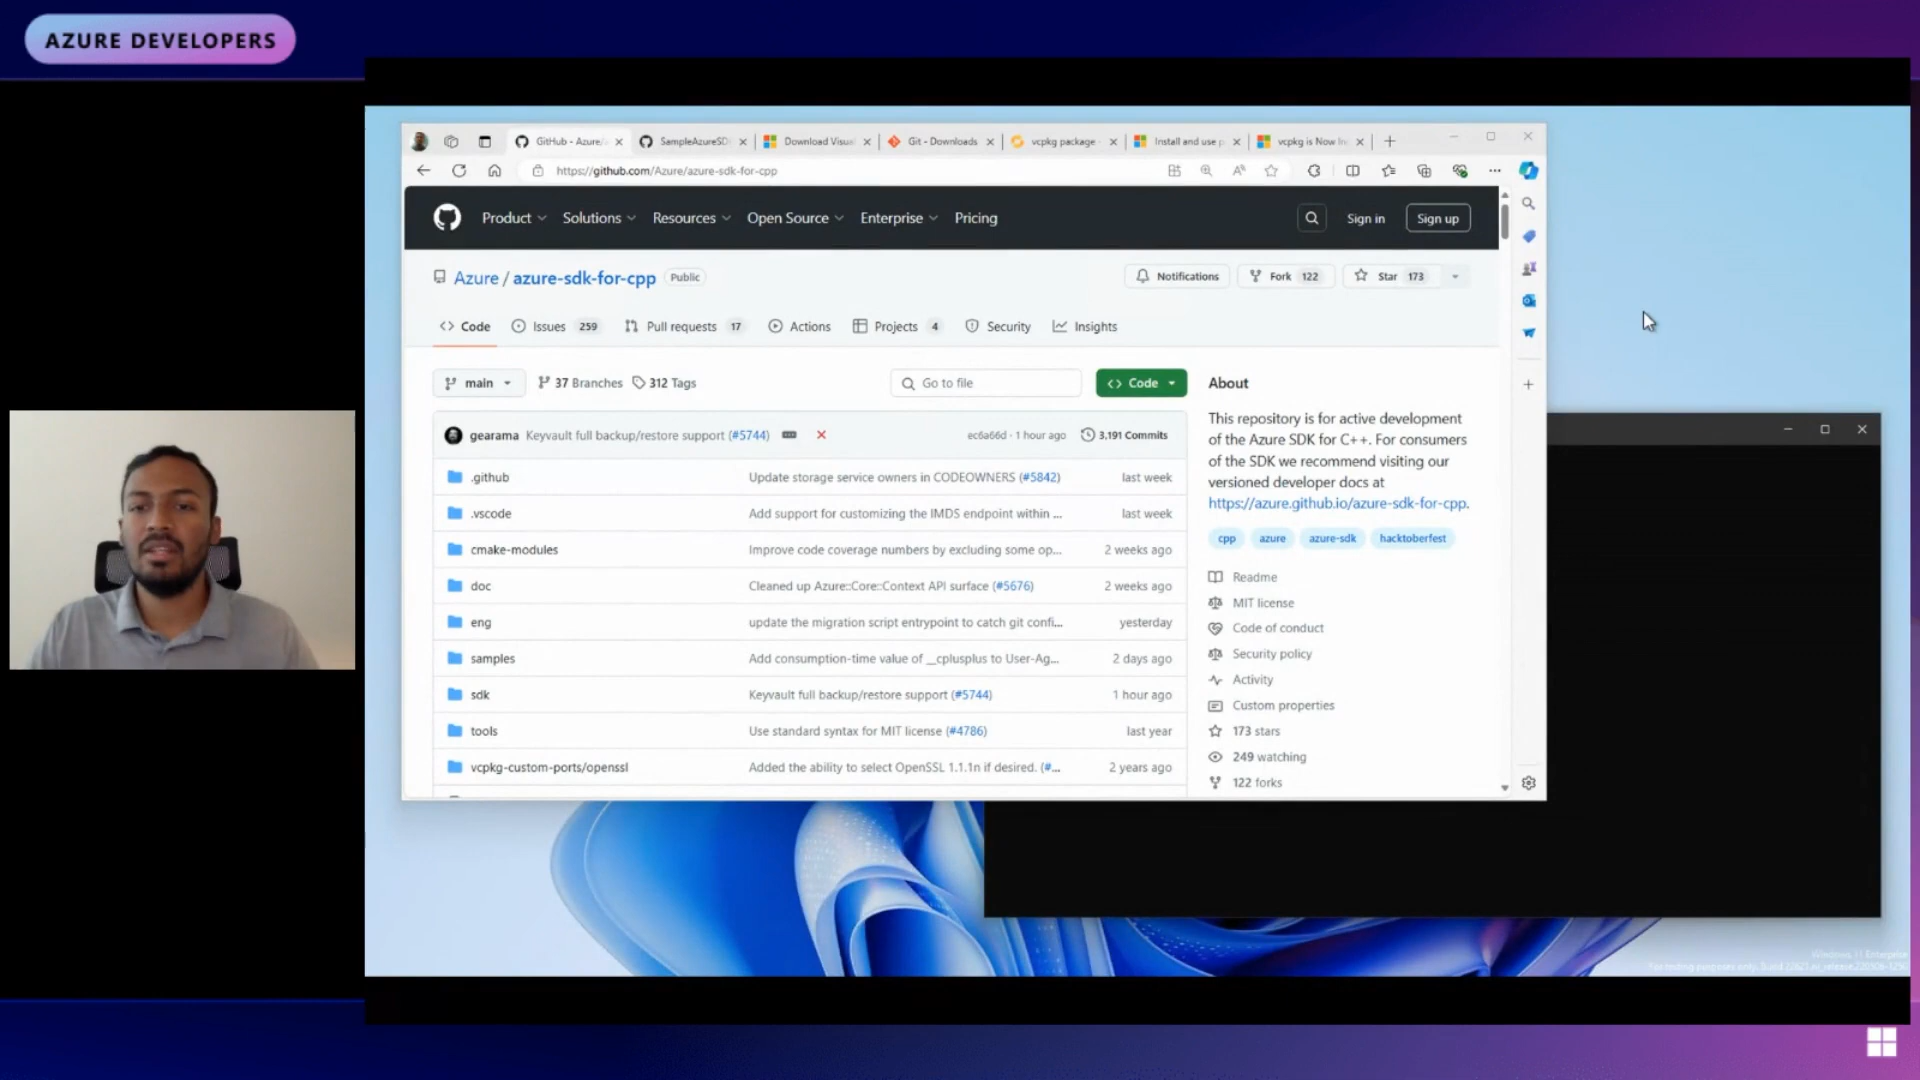 AZURE DEVELOPERS
GitHub - Azure/a
SampleAzureSD
Download Visua
Git - Downloads
vcpkg package
Install and use p
vcpkg is Now In
https://github.com/Azure/azure-sdk-for-cpp
Product Solutions Resources Open Source Enterprise Pricing
Sign in
Sign up
Azure / azure-sdk-for-cpp Public
Notifications
Fork 122
Star 173
Code
Issues 259
Pull requests 17
Actions
Projects 4
Security
Insights
main
37 Branches
312 Tags
Go to file
Code
gearama Keyvault full backup/restore support (#5744)
ec6a66d · 1 hour ago
3,191 Commits
.github Update storage service owners in CODEOWNERS (#5842) last week
.vscode Add support for customizing the IMDS endpoint within ... last week
cmake-modules Improve code coverage numbers by excluding some op... 2 weeks ago
doc Cleaned up Azure::Core::Context API surface (#5676) 2 weeks ago
eng update the migration script entrypoint to catch git confi... yesterday
samples Add consumption-time value of __cplusplus to User-Ag... 2 days ago
sdk Keyvault full backup/restore support (#5744) 1 hour ago
tools Use standard syntax for MIT license (#4786) last year
vcpkg-custom-ports/openssl Added the ability to select OpenSSL 1.1.1n if desired. (#... 2 years ago
About
This repository is for active development
of the Azure SDK for C++. For consumers
of the SDK we recommend visiting our
versioned developer docs at
https://azure.github.io/azure-sdk-for-cpp.
cpp azure azure-sdk hacktoberfest
Readme
MIT license
Code of conduct
Security policy
Activity
Custom properties
173 stars
249 watching
122 forks
Windows 11 Enterprise